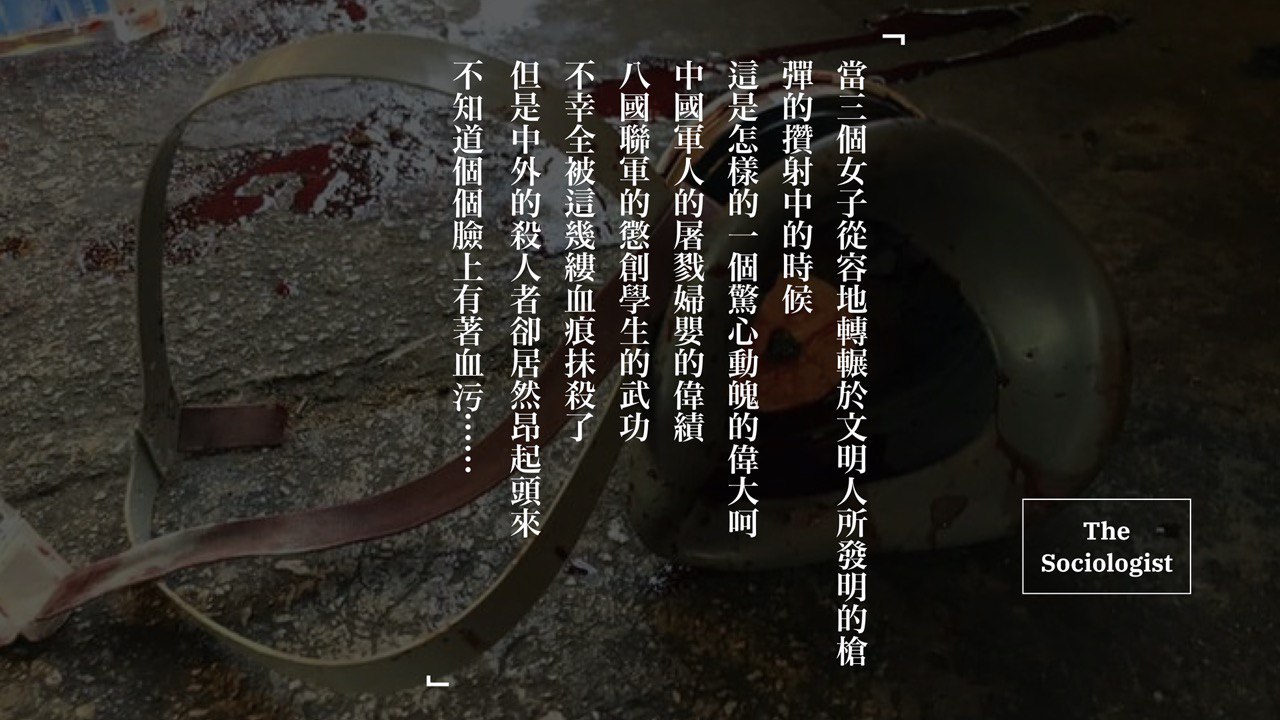 「
當三個女子從容地轉輾於文明人所發明的槍
彈的攢射中的時候
這是怎樣的一個驚心動魄的偉大呵
中國軍人的屠戮婦嬰的偉績
八國聯軍的懲創學生的武功
不幸全被這幾縷血痕抹殺了
但是中外的殺人者卻居然昂起頭來
不知道個個臉上有著血污……
」
The
Sociologist